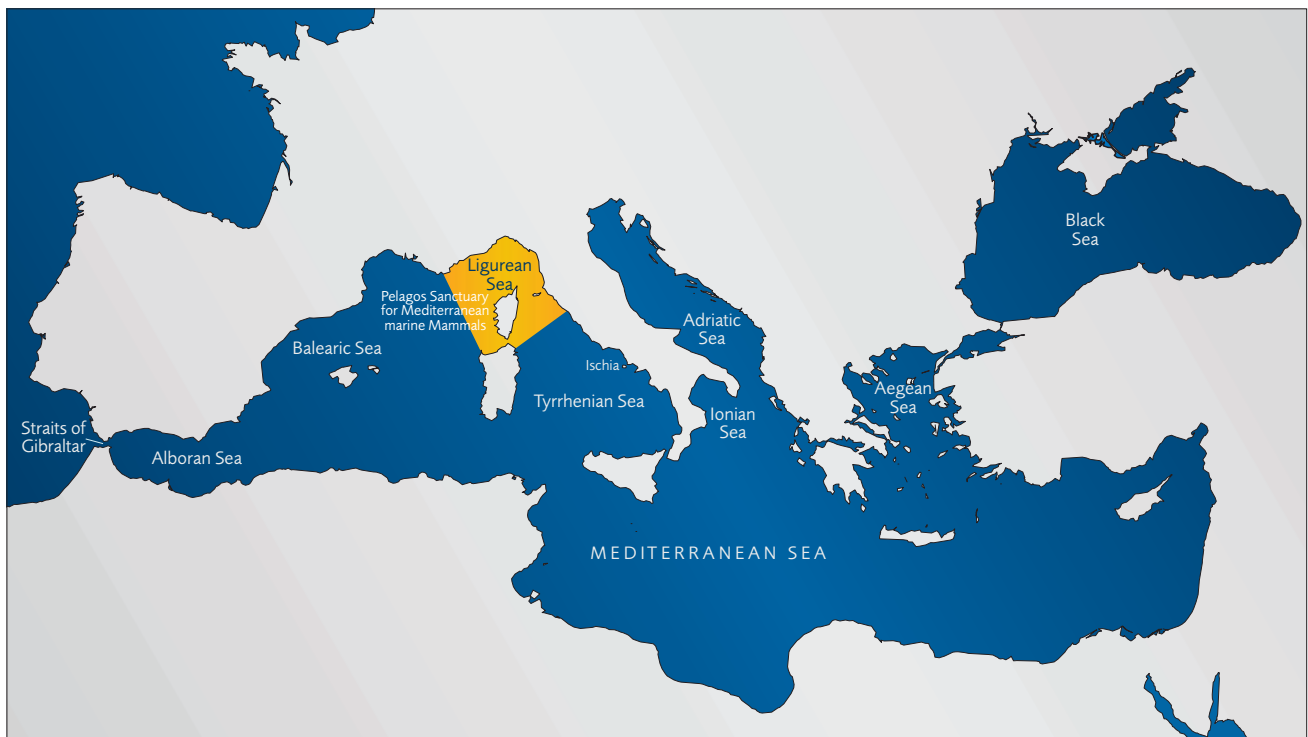 Black
Sea
Ligurean
Sea
Pelagos Sanctuary
for Mediterranean
marine Mammals
Adriatic
Sea
Balearic Sea
Ischia
Aegean
Sea
Tyrrhenian Sea
Ionian
Sea
Straits of
Gibraltar
Alboran Sea
MEDITERRANEAN SEA